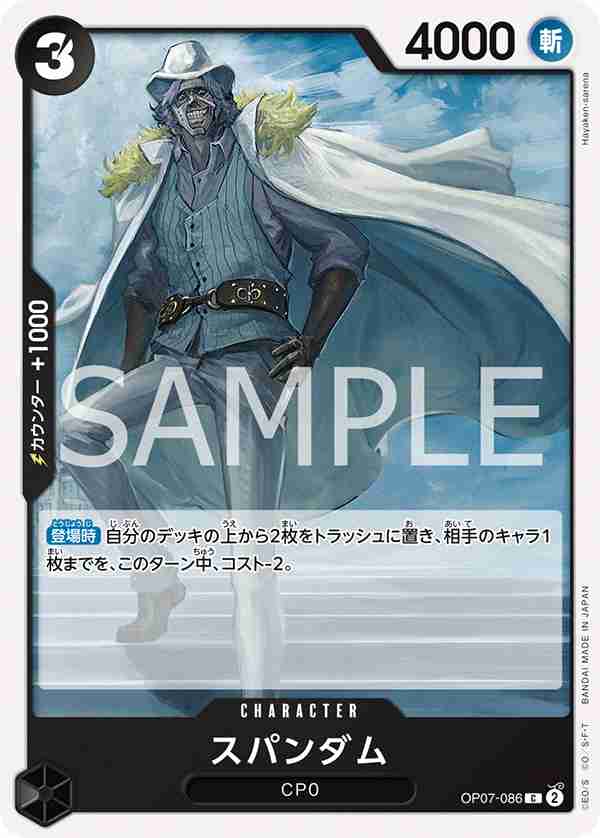 3
4000
斬
Hayaken-sarena
カウンター +1000
SAMPLE
登場時 自分のデッキの上から2枚をトラッシュに置き、相手のキャラ1
枚までを、このターン中、コスト-2。
CHARACTER
スパンダム
CP0
OP07-086 C 2
©EO/S ©O/S・F・T BANDAI MADE IN JAPAN